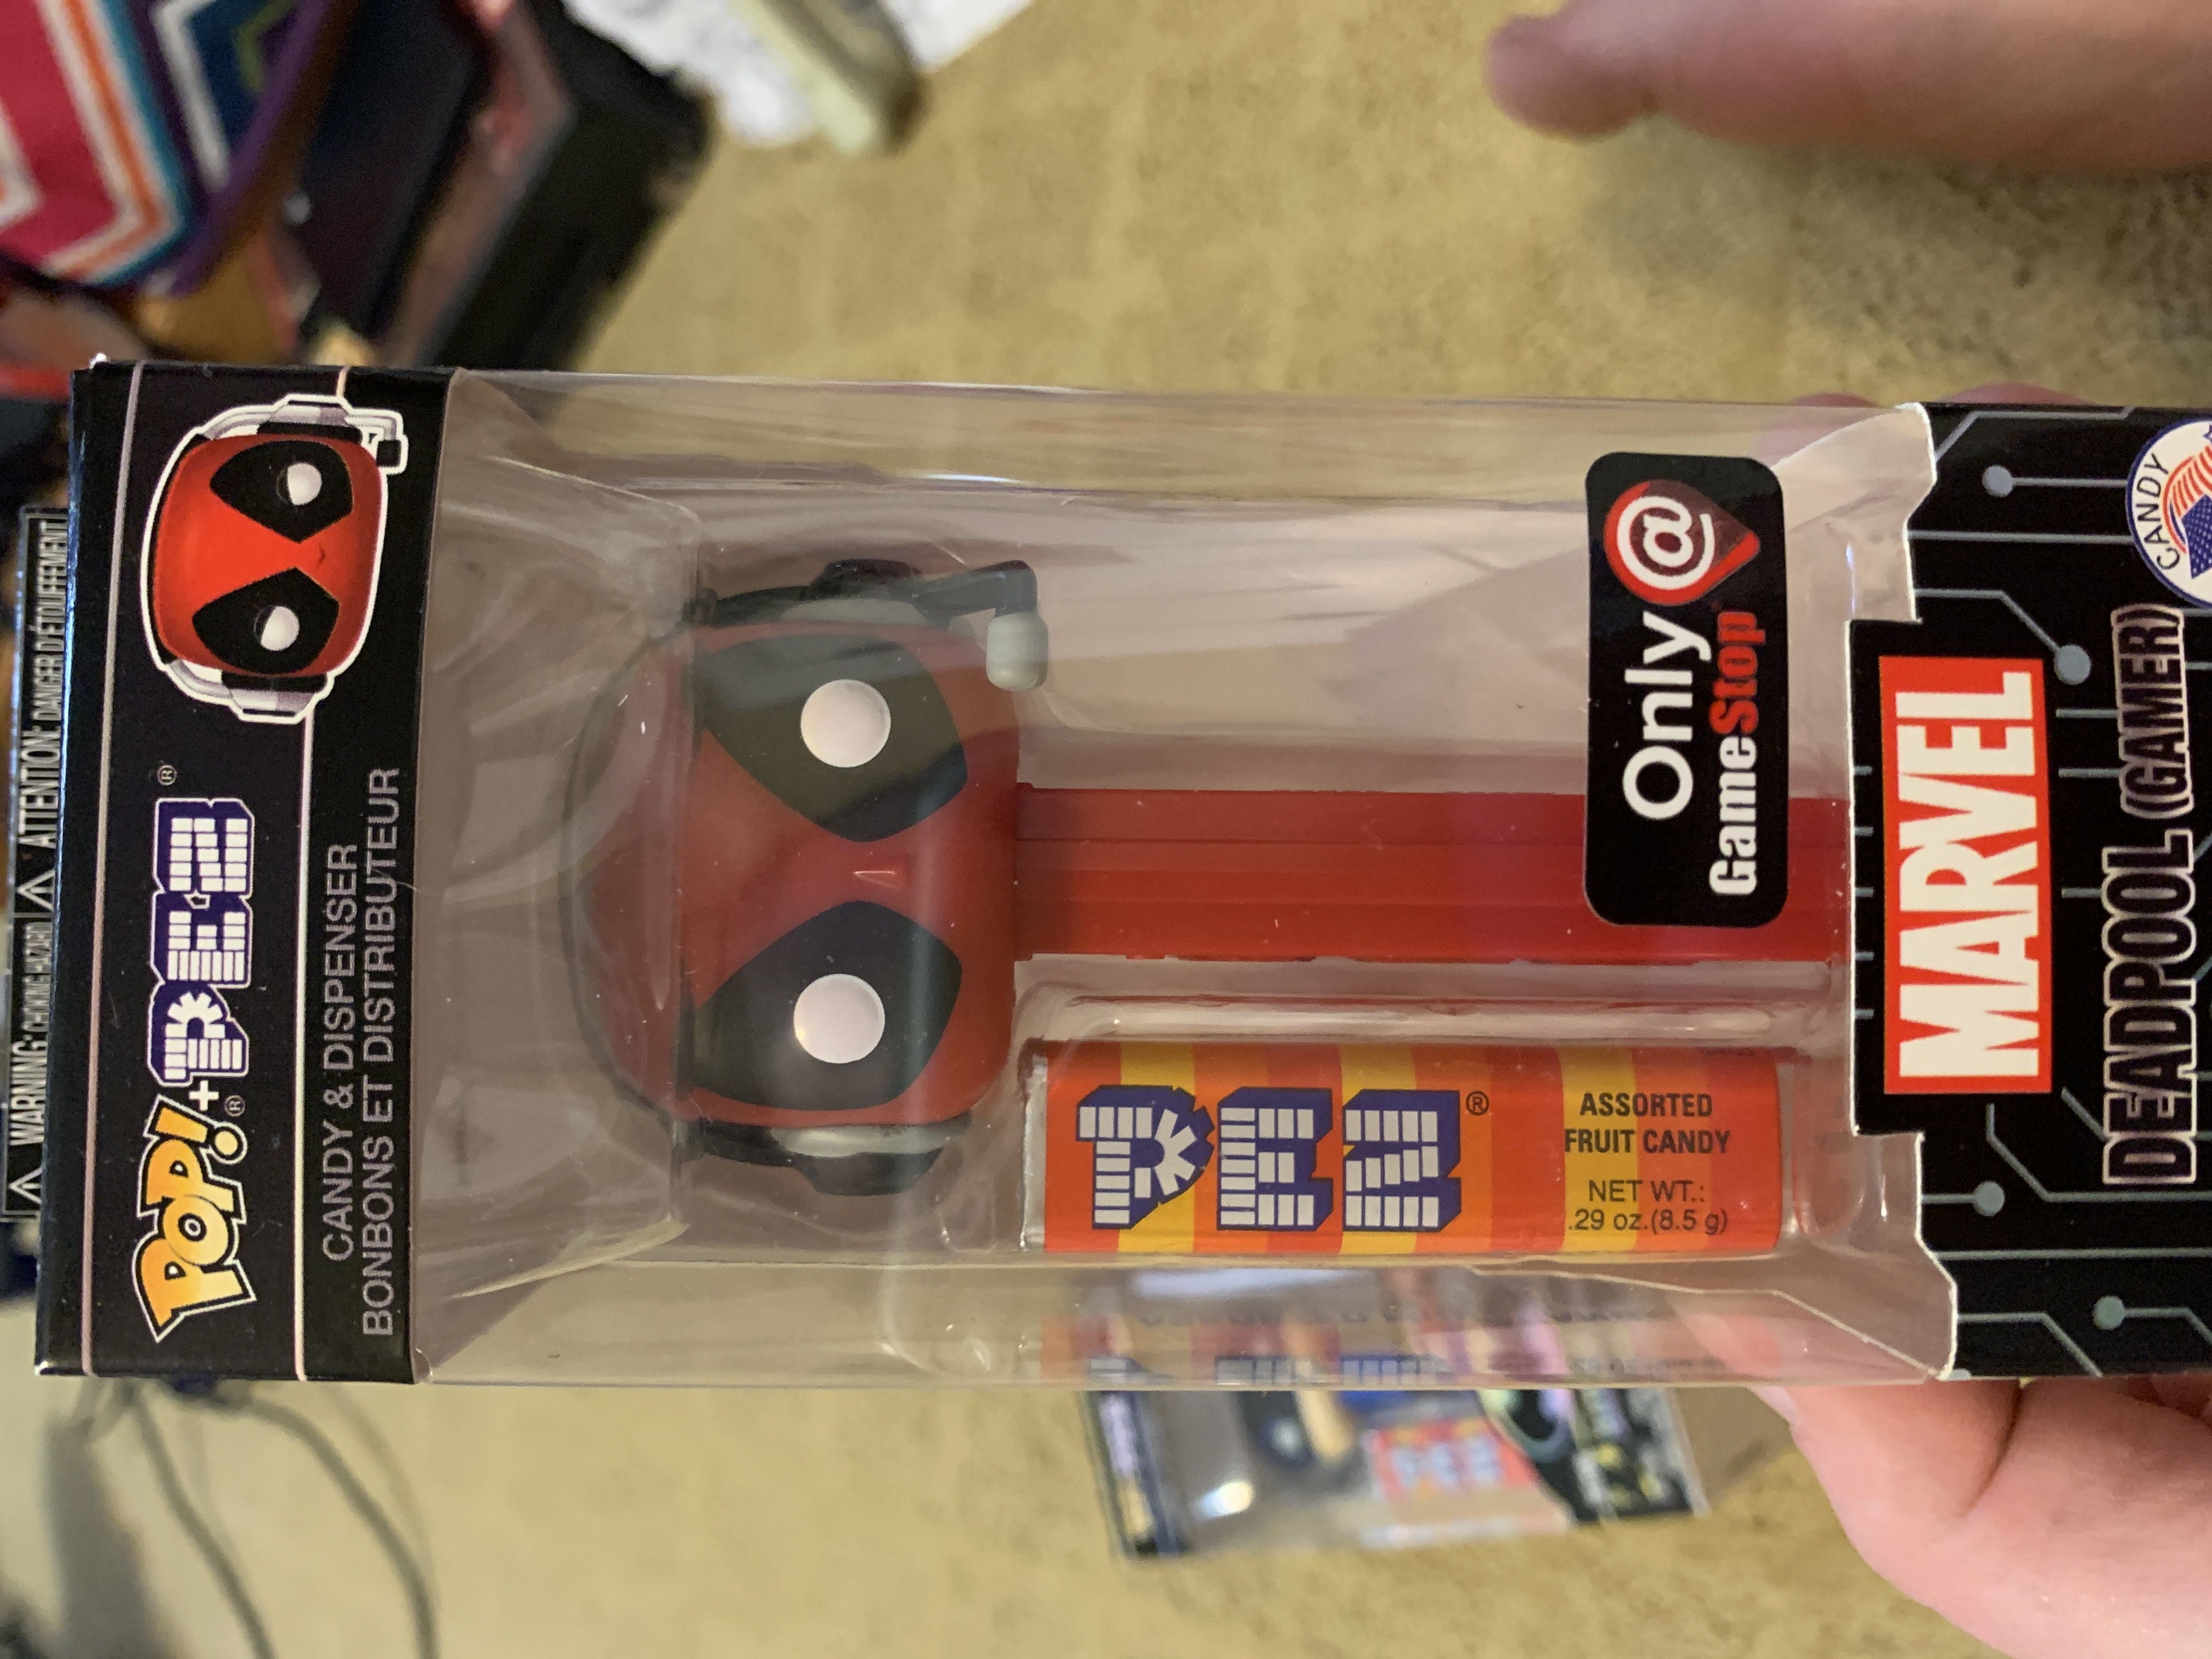 WARNING: CHOKING HAZARD
ATTENTION: DANGER D'ÉTOUFFEMENT
POP! + PEZ®
®
CANDY & DISPENSER
BONBONS ET DISTRIBUTEUR
PEZ®
ASSORTED
FRUIT CANDY
NET WT.:
.29 oz.(8.5 g)
Only @
GameStop
MARVEL
DEADPOOL (GAMER)
CANDY